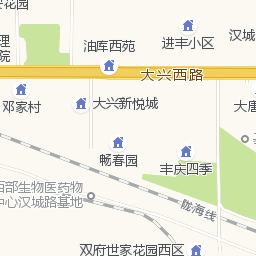 花园
油库西苑
进丰小区
汉城
理
院
大兴西路
邓家村
大兴新悦城
大唐
畅春园
丰庆四季
西部生物医药物
中心汉城路基地
陇海线
双府世家花园西区